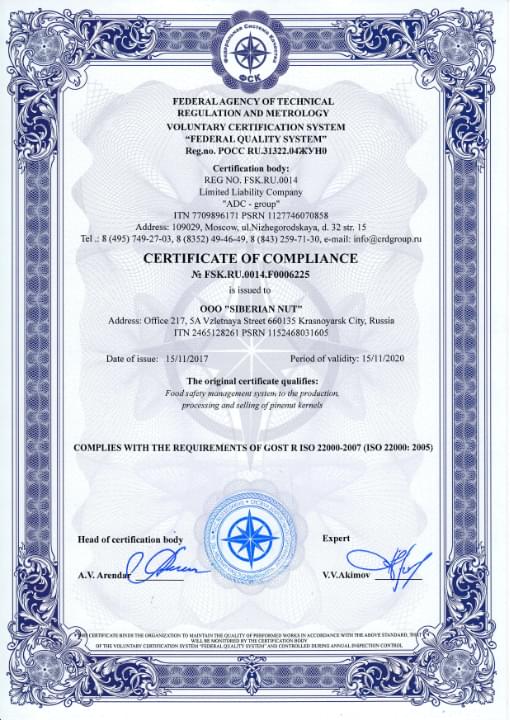 Федеральная Система Качества
ФСК
FEDERAL AGENCY OF TECHNICAL
REGULATION AND METROLOGY
VOLUNTARY CERTIFICATION SYSTEM
"FEDERAL QUALITY SYSTEM"
Reg.no. РОСС RU.31322.04ЖУН0
Certification body:
REG NO. FSK.RU.0014
Limited Liability Company
"ADC - group"
ITN 7709896171 PSRN 1127746070858
Address: 109029, Moscow, ul.Nizhegorodskaya, d. 32 str. 15
Tel .: 8 (495) 749-27-03, 8 (8352) 49-46-49, 8 (843) 259-71-30, e-mail: info@crdgroup.ru
CERTIFICATE OF COMPLIANCE
№ FSK.RU.0014.F0006225
is issued to
OOO "SIBERIAN NUT"
Address: Office 217, 5A Vzletnaya Street 660135 Krasnoyarsk City, Russia
ITN 2465128261 PSRN 1152468031605
Date of issue: 15/11/2017 Period of validity: 15/11/2020
The original certificate qualifies:
Food safety management system to the production,
processing and selling of pinenut kernels
COMPLIES WITH THE REQUIREMENTS OF GOST R ISO 22000-2007 (ISO 22000: 2005)
Head of certification body Expert
A.V. Arendar V.V.Akimov
CERTIFICATE BINDS THE ORGANIZATION TO MAINTAIN THE QUALITY OF PERFORMED WORKS IN ACCORDANCE WITH THE ABOVE STANDARD, THAT
WILL BE MONITORED BY THE CERTIFICATION BODY
OF THE VOLUNTARY CERTIFICATION SYSTEM "FEDERAL QUALITY SYSTEM" AND CONTROLLED DURING ANNUAL INSPECTION CONTROL